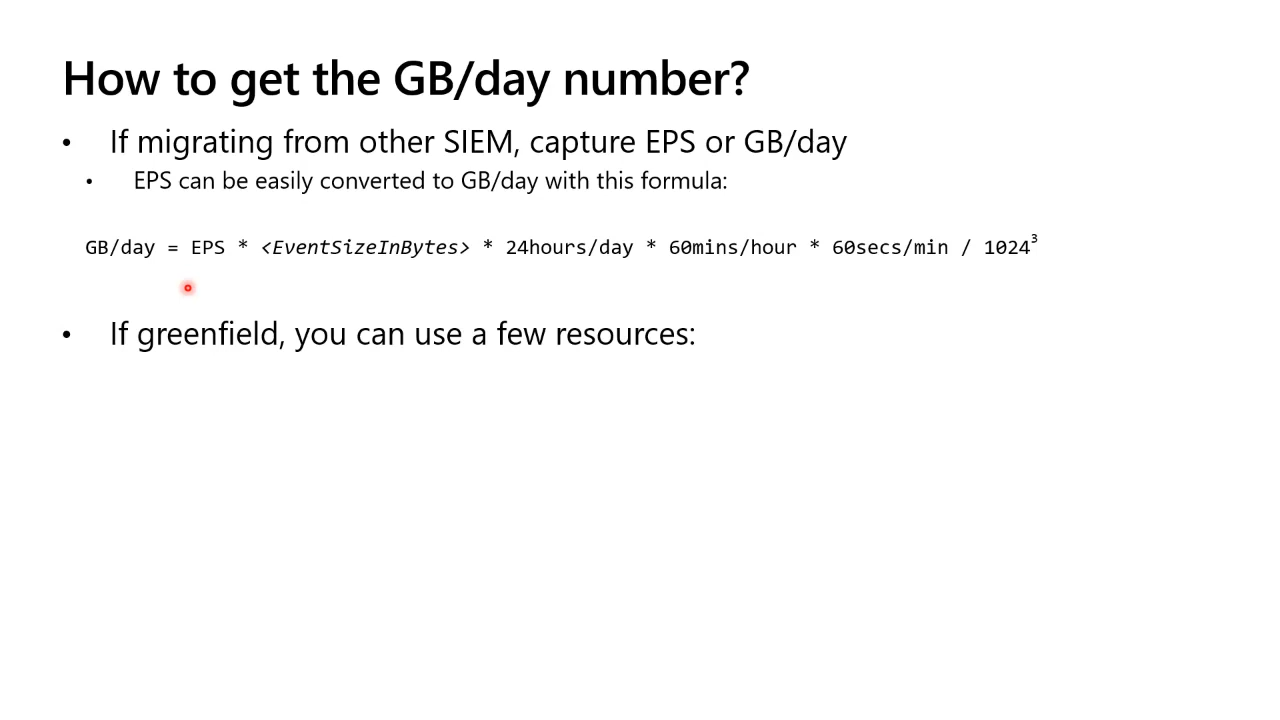 How to get the GB/day number?
• If migrating from other SIEM, capture EPS or GB/day
• EPS can be easily converted to GB/day with this formula:
GB/day = EPS * <EventSizeInBytes> * 24hours/day * 60mins/hour * 60secs/min / 1024³
• If greenfield, you can use a few resources: